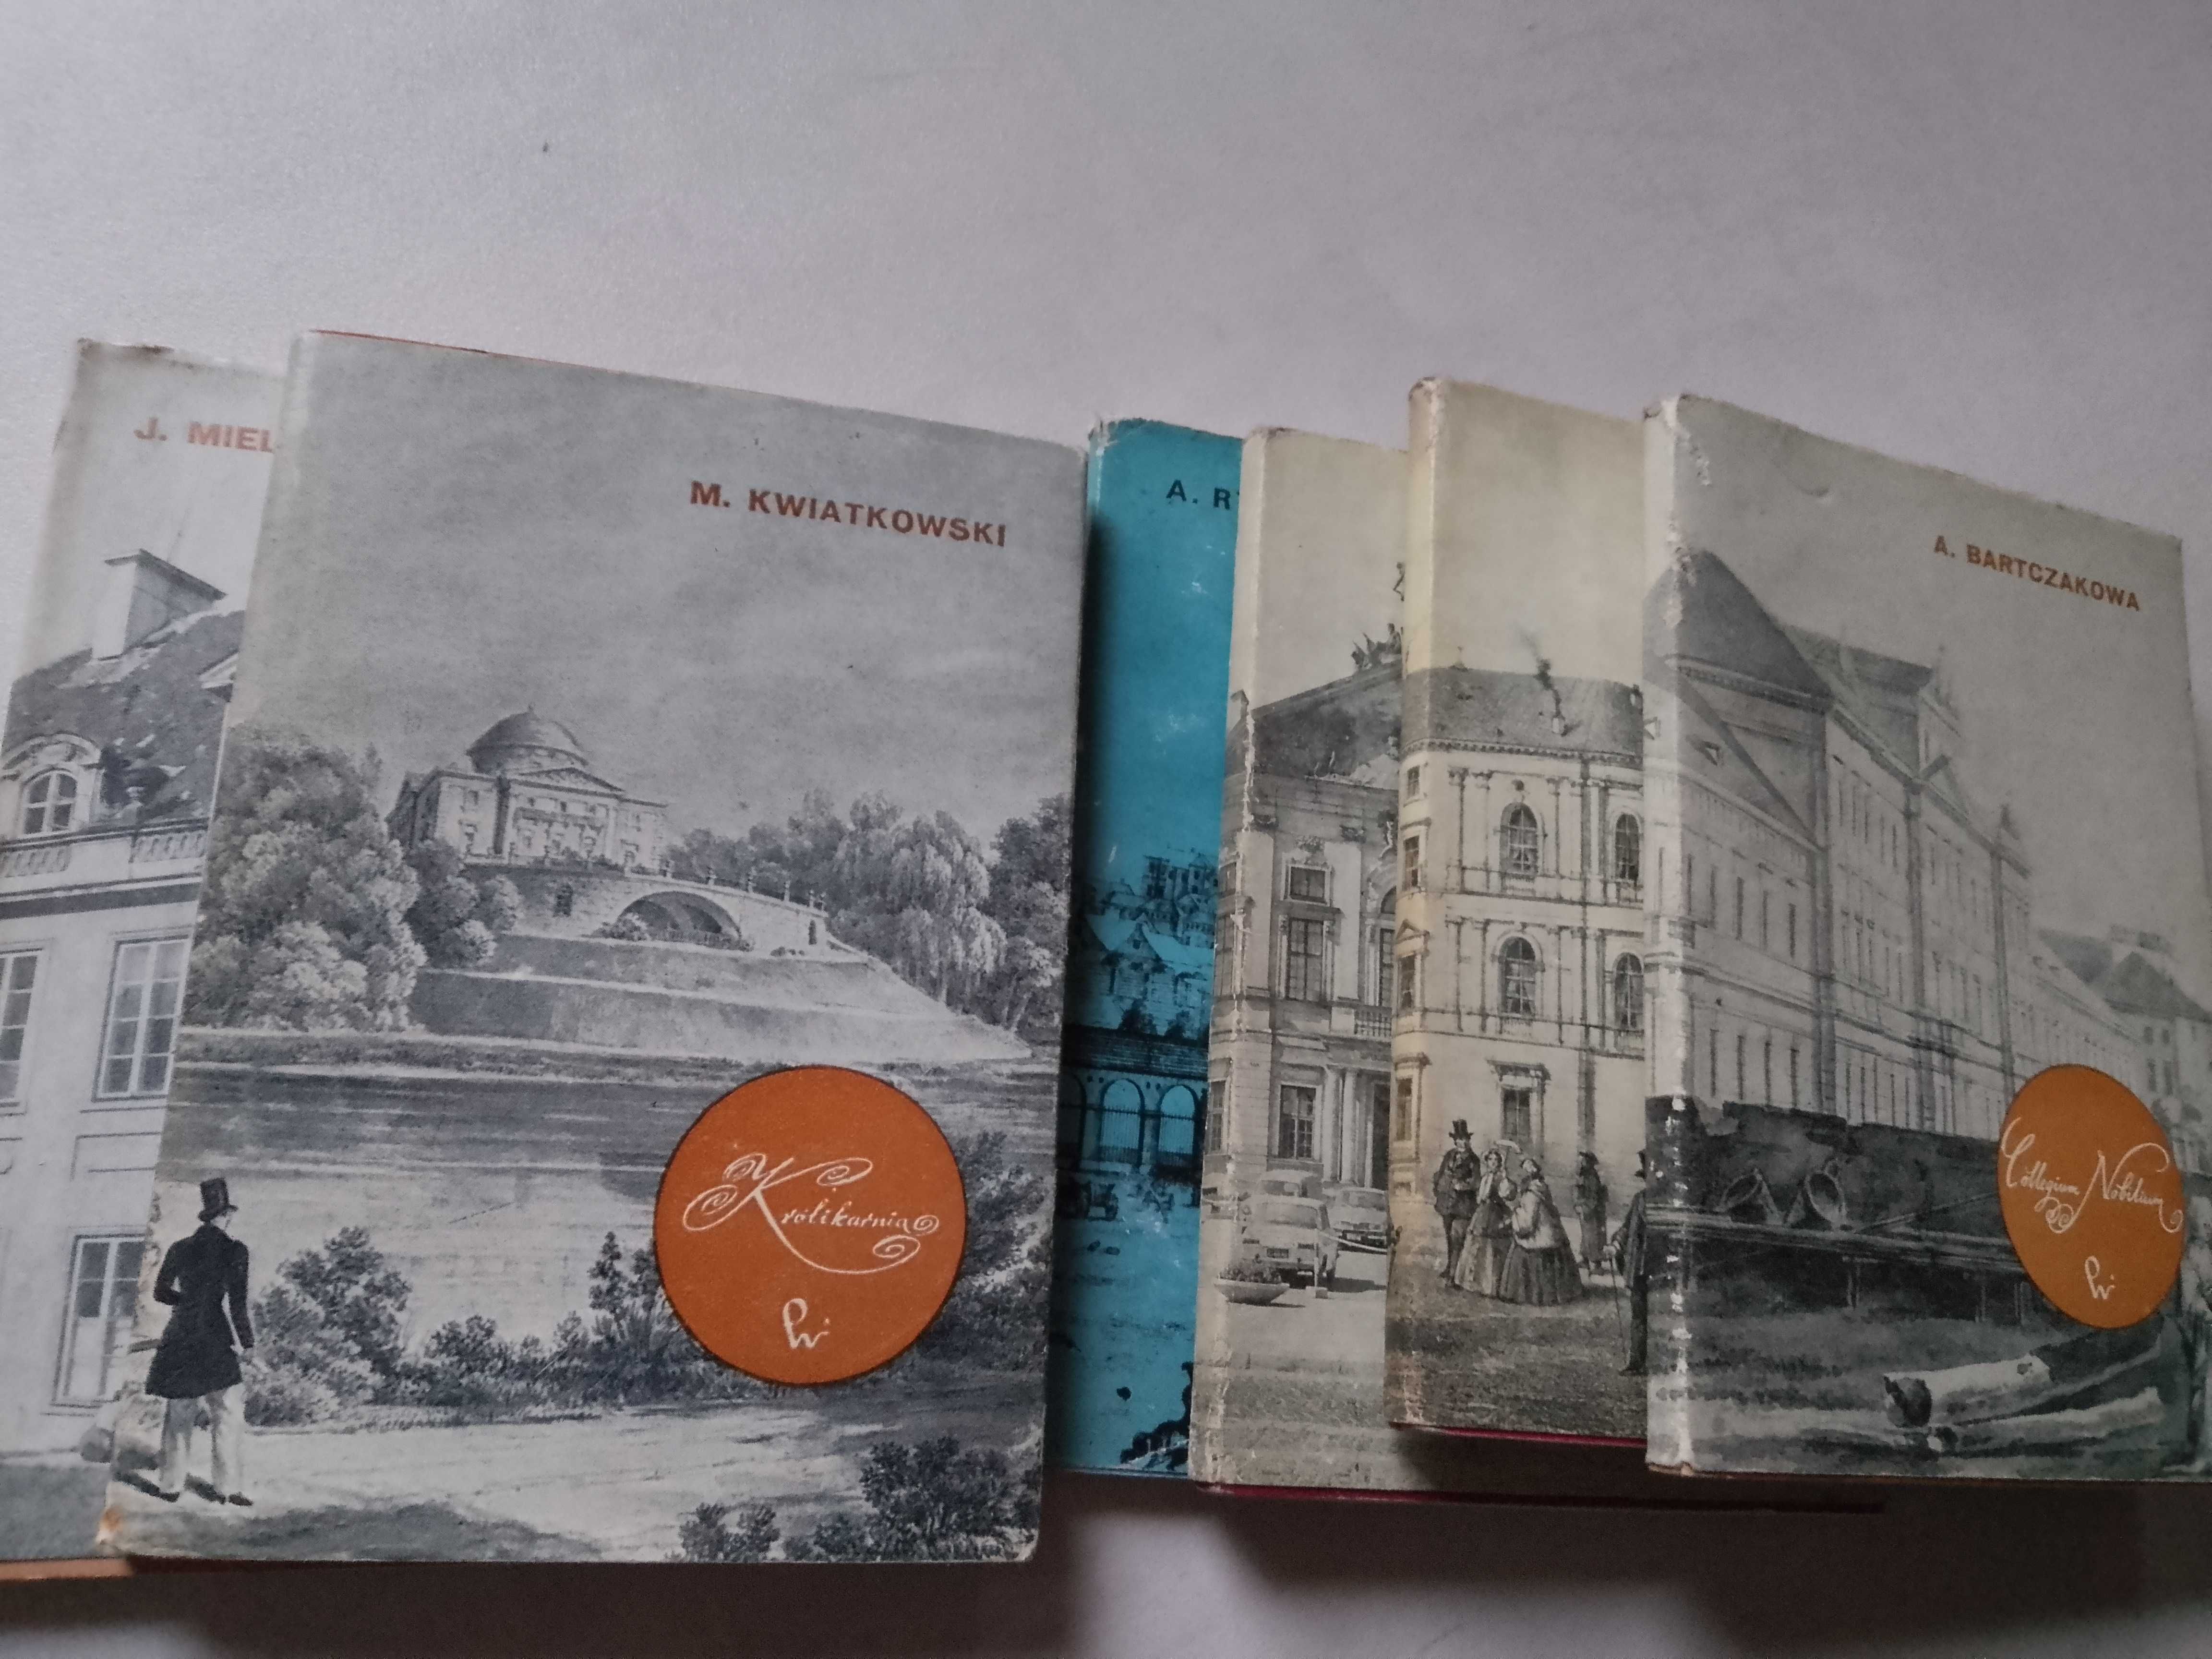 J. MIEL
M. KWIATKOWSKI
Królikarnia
A. R
A. BARTCZAKOWA
Collegium Nobilium